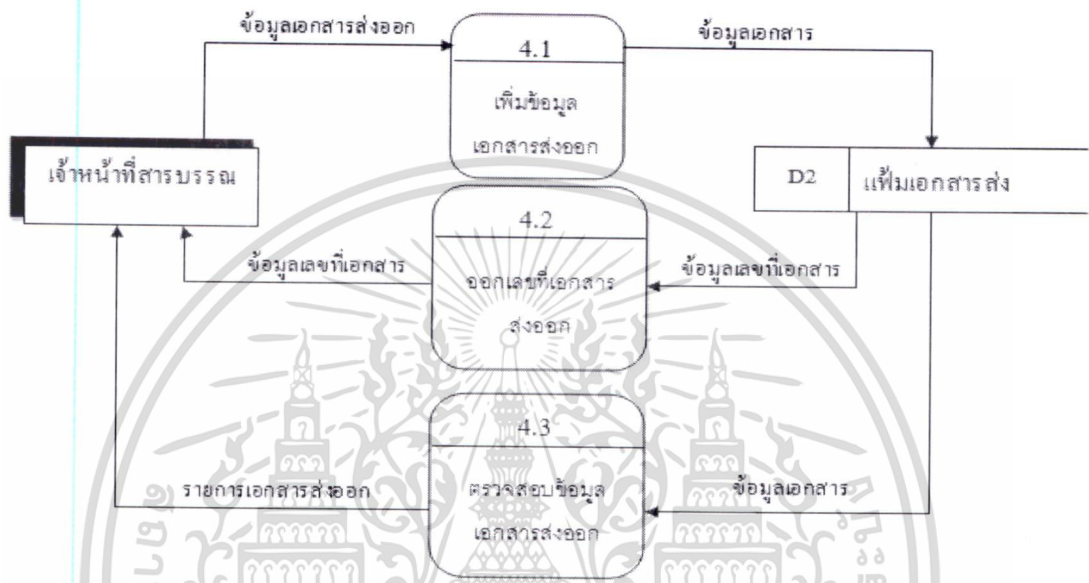 ข้อมูลเอกสารส่งออก
ข้อมูลเอกสาร
4.1
เพิ่มข้อมูล
เอกสารส่งออก
เจ้าหน้าที่สารบรรณ
D2
แฟ้มเอกสารส่ง
4.2
ออกเลขที่เอกสาร
ส่งออก
ข้อมูลเลขที่เอกสาร
ข้อมูลเลขที่เอกสาร
4.3
ตรวจสอบข้อมูล
เอกสารส่งออก
รายการเอกสารส่งออก
ข้อมูลเอกสาร